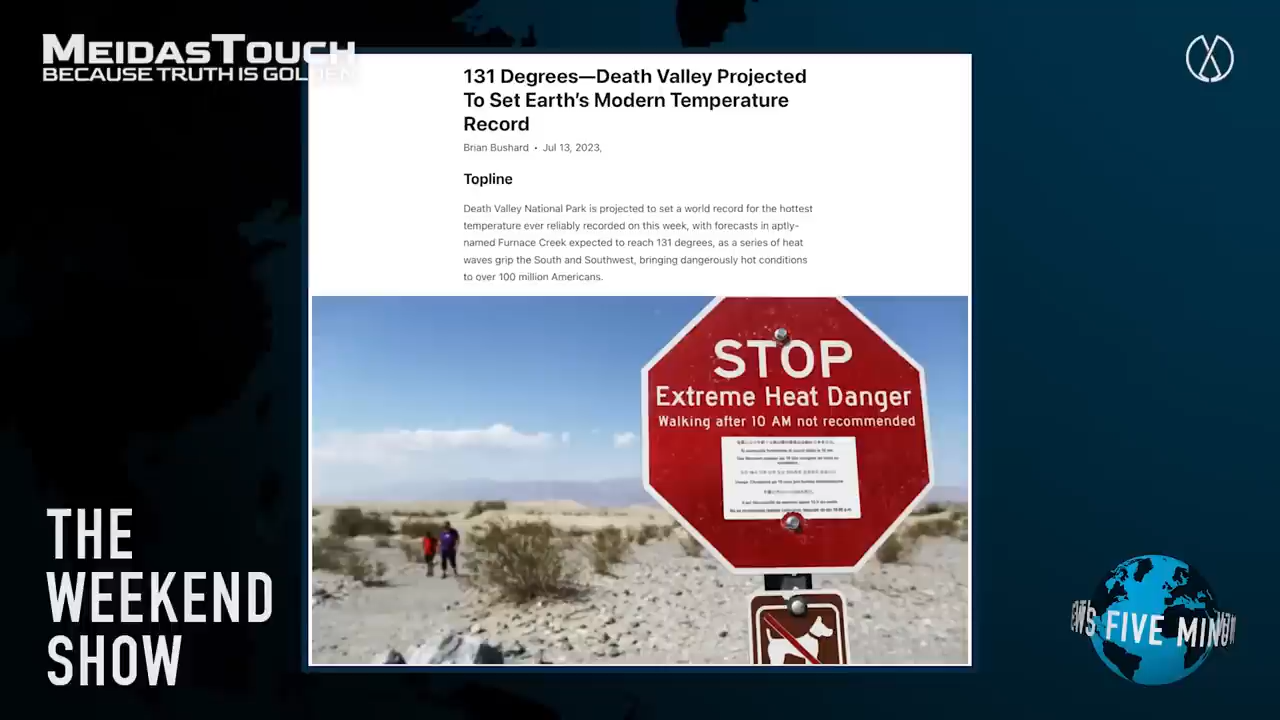 MEIDASTOUCH
BECAUSE TRUTH IS GOLDEN
131 Degrees—Death Valley Projected
To Set Earth's Modern Temperature
Record
Brian Bushard • Jul 13, 2023,
Topline
Death Valley National Park is projected to set a world record for the hottest
temperature ever reliably recorded on this week, with forecasts in aptly-
named Furnace Creek expected to reach 131 degrees, as a series of heat
waves grip the South and Southwest, bringing dangerously hot conditions
to over 100 million Americans.
STOP
Extreme Heat Danger
Walking after 10 AM not recommended
THE
WEEKEND
SHOW
FIVE